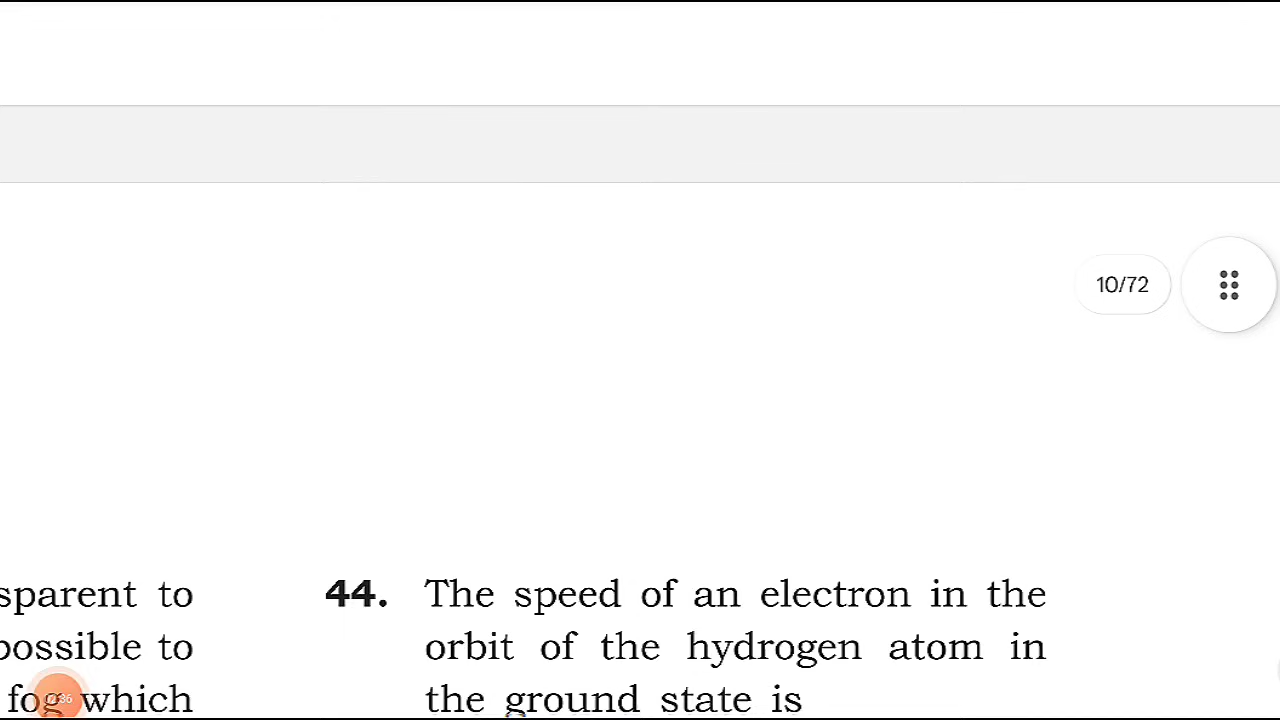 10/72
sparent to
possible to
fog which
44. The speed of an electron in the
orbit of the hydrogen atom in
the ground state is